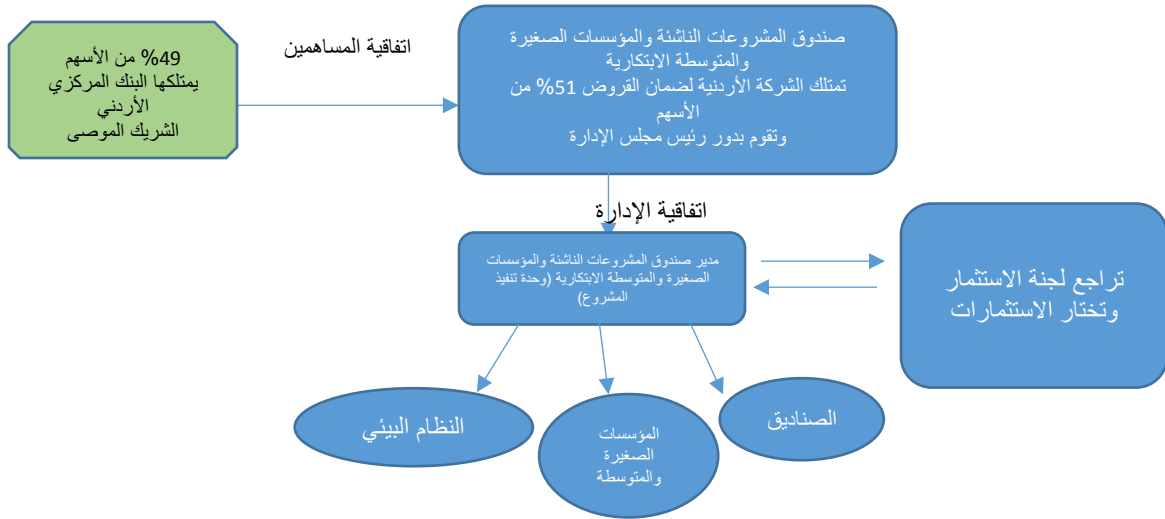 %49 من الأسهم
يمتلكها البنك المركزي
الأردني
الشريك الموصى
اتفاقية المساهمين
صندوق المشروعات الناشئة والمؤسسات الصغيرة
والمتوسطة الابتكارية
تمتلك الشركة الأردنية لضمان القروض 51% من
الأسهم
وتقوم بدور رئيس مجلس الإدارة
اتفاقية الإدارة
مدير صندوق المشروعات الناشئة والمؤسسات
الصغيرة والمتوسطة الابتكارية (وحدة تنفيذ
المشروع)
تراجع لجنة الاستثمار
وتختار الاستثمارات
الصناديق
المؤسسات
الصغيرة
والمتوسطة
النظام البيئي